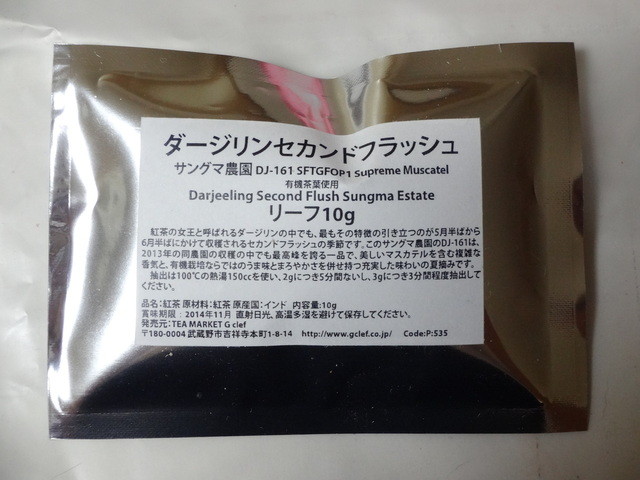 ダージリンセカンドフラッシュ
サングマ農園 DJ-161 SFTGFOP1 Supreme Muscatel
有機茶葉使用
Darjeeling Second Flush Sungma Estate
リーフ10g
紅茶の女王と呼ばれるダージリンの中でも、最もその特徴の引き立つのが5月半ばから
6月半ばにかけて収穫されるセカンドフラッシュの季節です。このサングマ農園のDJ-161は、
2013年の同農園の収穫の中でも最高峰を誇る一品で、美しいマスカテルを含む複雑な
香気と、有機栽培ならではのうま味とまろやかさを併せ持つ充実した味わいの夏摘みです。
抽出は100℃の熱湯150ccを使い、2gにつき5分間ないし、3gにつき3分間程度抽出して
ください。
品名:紅茶 原材料:紅茶 原産国:インド 内容量:10g
賞味期限:2014年11月 直射日光、高温多湿を避けて保存してください。
発売元:TEA MARKET G clef
〒180-0004 武蔵野市吉祥寺本町1-8-14 http://www.gclef.co.jp/ Code:P:535